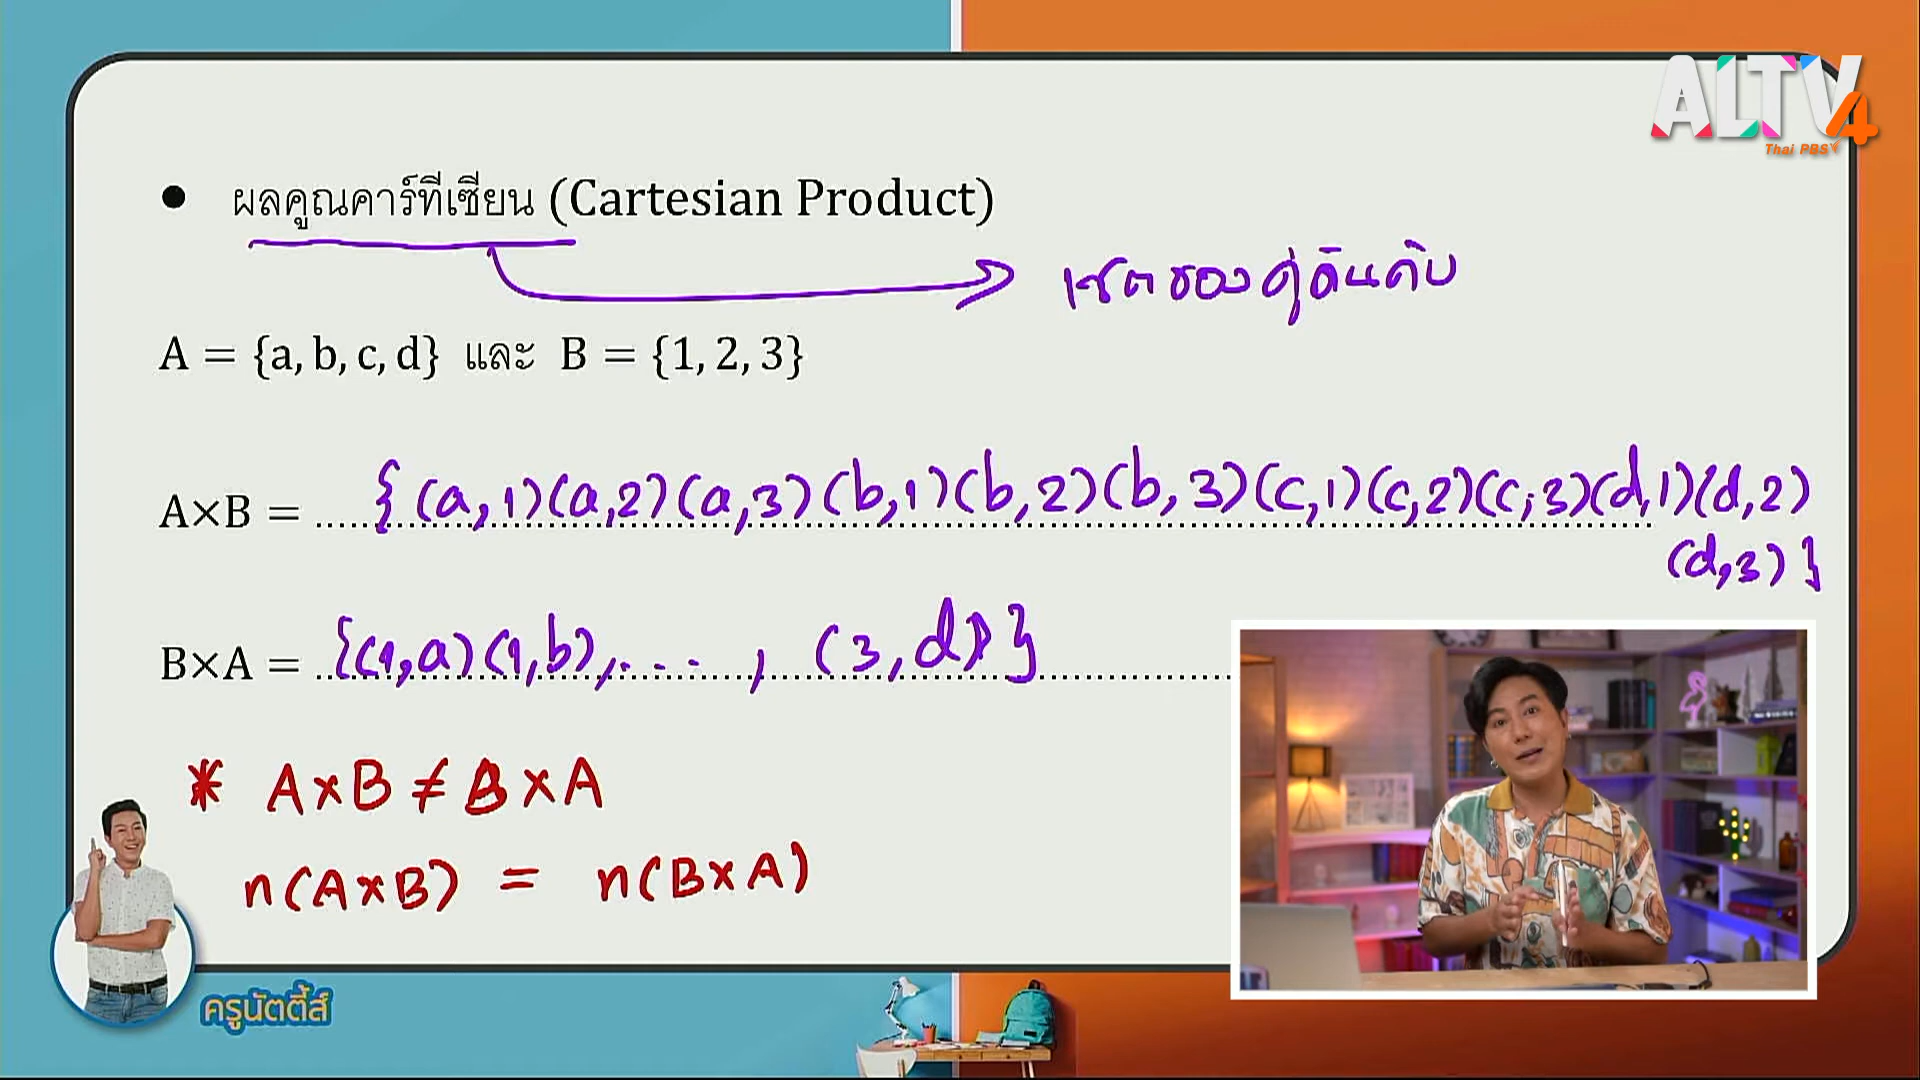 ALTV4
Thai PBS
● ผลคูณคาร์ทีเซียน (Cartesian Product)
เซตของคู่อันดับ
A = {a, b, c, d} และ B = {1, 2, 3}
A×B = {(a,1)(a,2)(a,3)(b,1)(b,2)(b,3)(c,1)(c,2)(c,3)(d,1)(d,2)
(d,3)}
B×A = {(1,a)(1,b),...., (3,d)}
* A×B ≠ B×A
n(A×B) = n(B×A)
ครูนัตตี้ส์